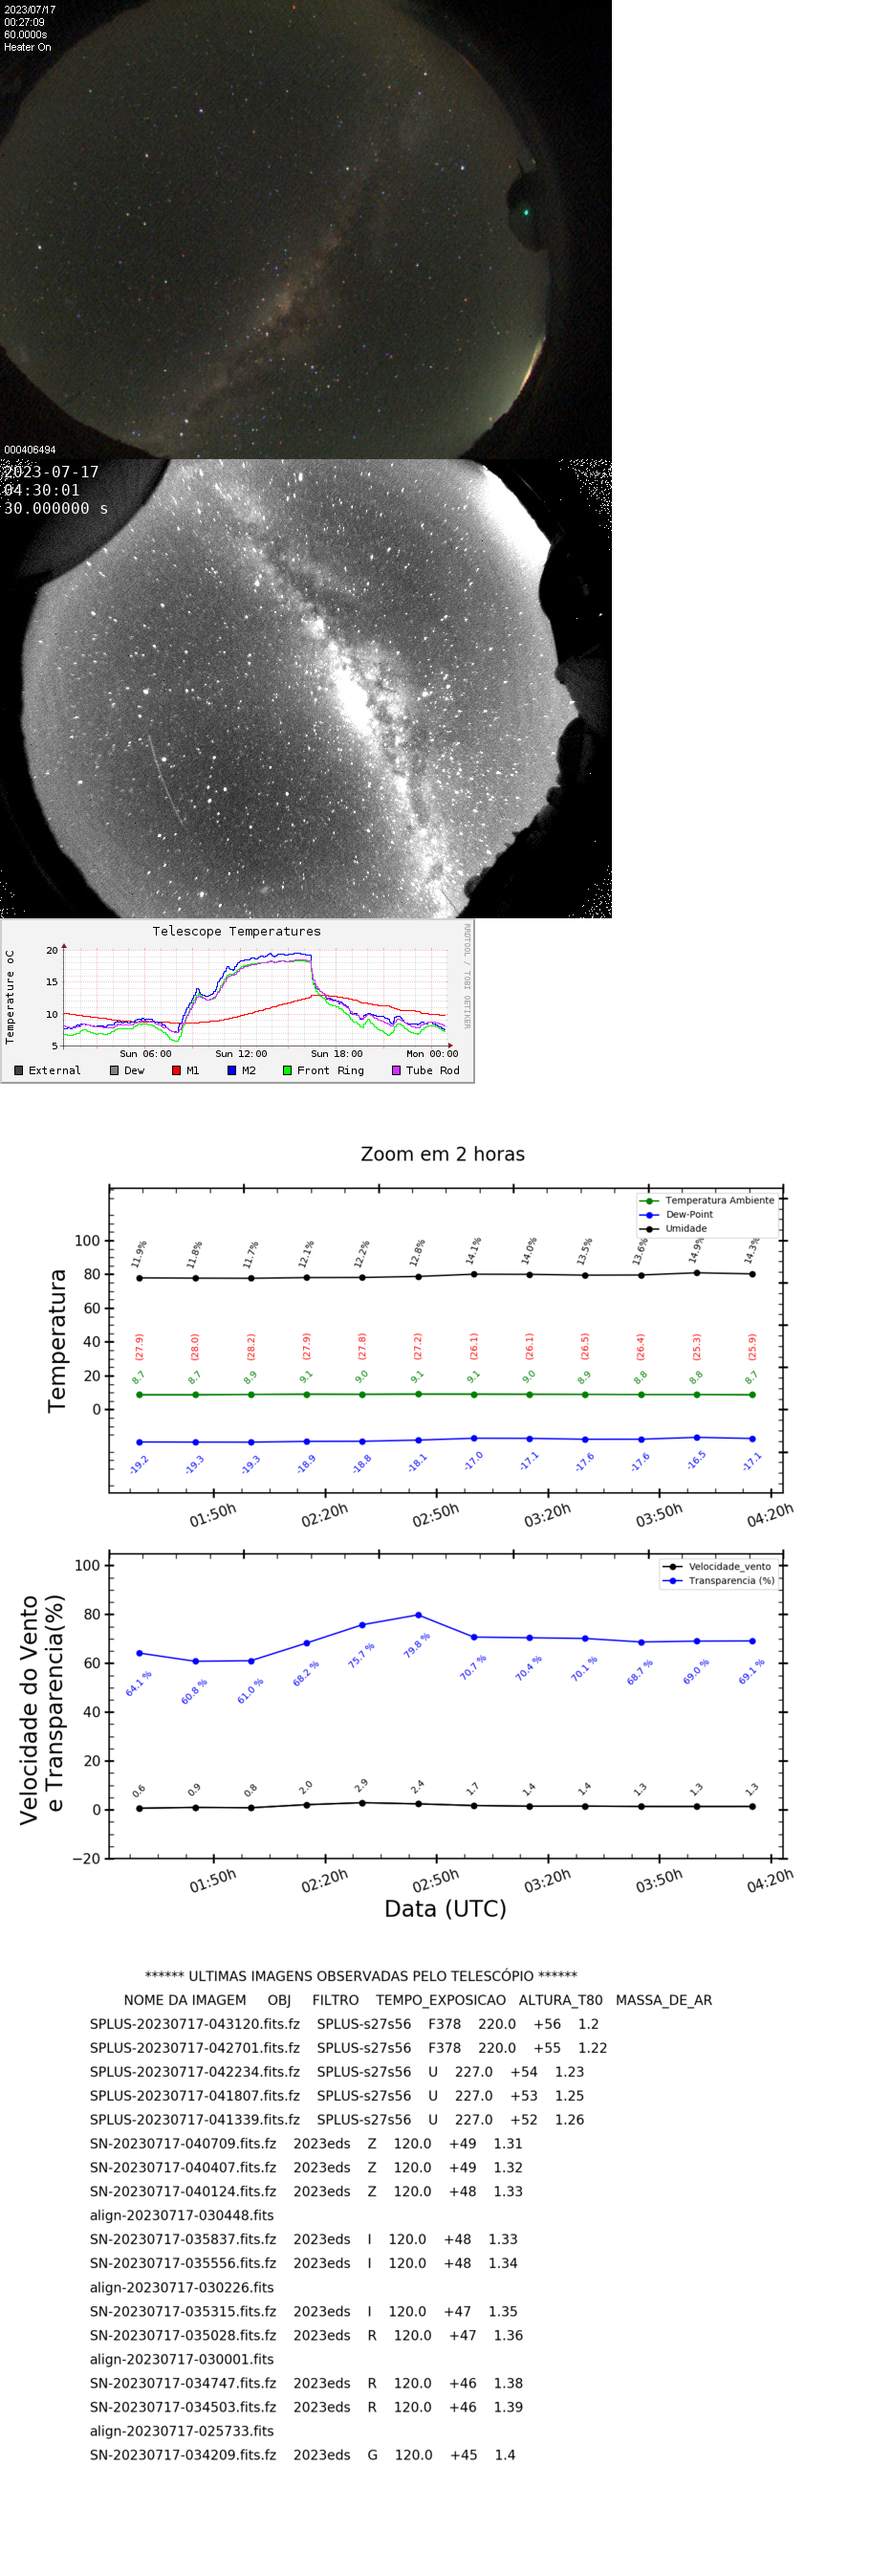 2023/07/17
00:27:09
60.0000s
Heater On
000406494
2023-07-17
04:30:01
30.000000 s
Telescope Temperatures
RRDTOOL / TOBI OETIKER
Temperature oC
20
15
10
5
Sun 06:00 Sun 12:00 Sun 18:00 Mon 00:00
External Dew M1 M2 Front Ring Tube Rod
Zoom em 2 horas
Temperatura Ambiente
Dew-Point
Umidade
Temperatura
100
80
60
40
20
0
11.9% 11.8% 11.7% 12.1% 12.2% 12.8% 14.1% 14.0% 13.5% 13.6% 14.9% 14.3%
(27.9) (28.0) (28.2) (27.9) (27.8) (27.2) (26.1) (26.1) (26.5) (26.4) (25.3) (25.9)
8.7 8.7 8.9 9.1 9.0 9.1 9.1 9.0 8.9 8.8 8.8 8.7
-19.2 -19.3 -19.3 -18.9 -18.8 -18.1 -17.0 -17.1 -17.6 -17.6 -16.5 -17.1
01:50h 02:20h 02:50h 03:20h 03:50h 04:20h
Velocidade_vento
Transparencia (%)
Velocidade do Vento
e Transparencia(%)
100
80
60
40
20
0
−20
64.1 % 60.8 % 61.0 % 68.2 % 75.7 % 79.8 % 70.7 % 70.4 % 70.1 % 68.7 % 69.0 % 69.1 %
0.6 0.9 0.8 2.0 2.9 2.4 1.7 1.4 1.4 1.3 1.3 1.3
01:50h 02:20h 02:50h 03:20h 03:50h 04:20h
Data (UTC)
****** ULTIMAS IMAGENS OBSERVADAS PELO TELESCÓPIO ******
NOME DA IMAGEM OBJ FILTRO TEMPO_EXPOSICAO ALTURA_T80 MASSA_DE_AR
SPLUS-20230717-043120.fits.fz SPLUS-s27s56 F378 220.0 +56 1.2
SPLUS-20230717-042701.fits.fz SPLUS-s27s56 F378 220.0 +55 1.22
SPLUS-20230717-042234.fits.fz SPLUS-s27s56 U 227.0 +54 1.23
SPLUS-20230717-041807.fits.fz SPLUS-s27s56 U 227.0 +53 1.25
SPLUS-20230717-041339.fits.fz SPLUS-s27s56 U 227.0 +52 1.26
SN-20230717-040709.fits.fz 2023eds Z 120.0 +49 1.31
SN-20230717-040407.fits.fz 2023eds Z 120.0 +49 1.32
SN-20230717-040124.fits.fz 2023eds Z 120.0 +48 1.33
align-20230717-030448.fits
SN-20230717-035837.fits.fz 2023eds I 120.0 +48 1.33
SN-20230717-035556.fits.fz 2023eds I 120.0 +48 1.34
align-20230717-030226.fits
SN-20230717-035315.fits.fz 2023eds I 120.0 +47 1.35
SN-20230717-035028.fits.fz 2023eds R 120.0 +47 1.36
align-20230717-030001.fits
SN-20230717-034747.fits.fz 2023eds R 120.0 +46 1.38
SN-20230717-034503.fits.fz 2023eds R 120.0 +46 1.39
align-20230717-025733.fits
SN-20230717-034209.fits.fz 2023eds G 120.0 +45 1.4